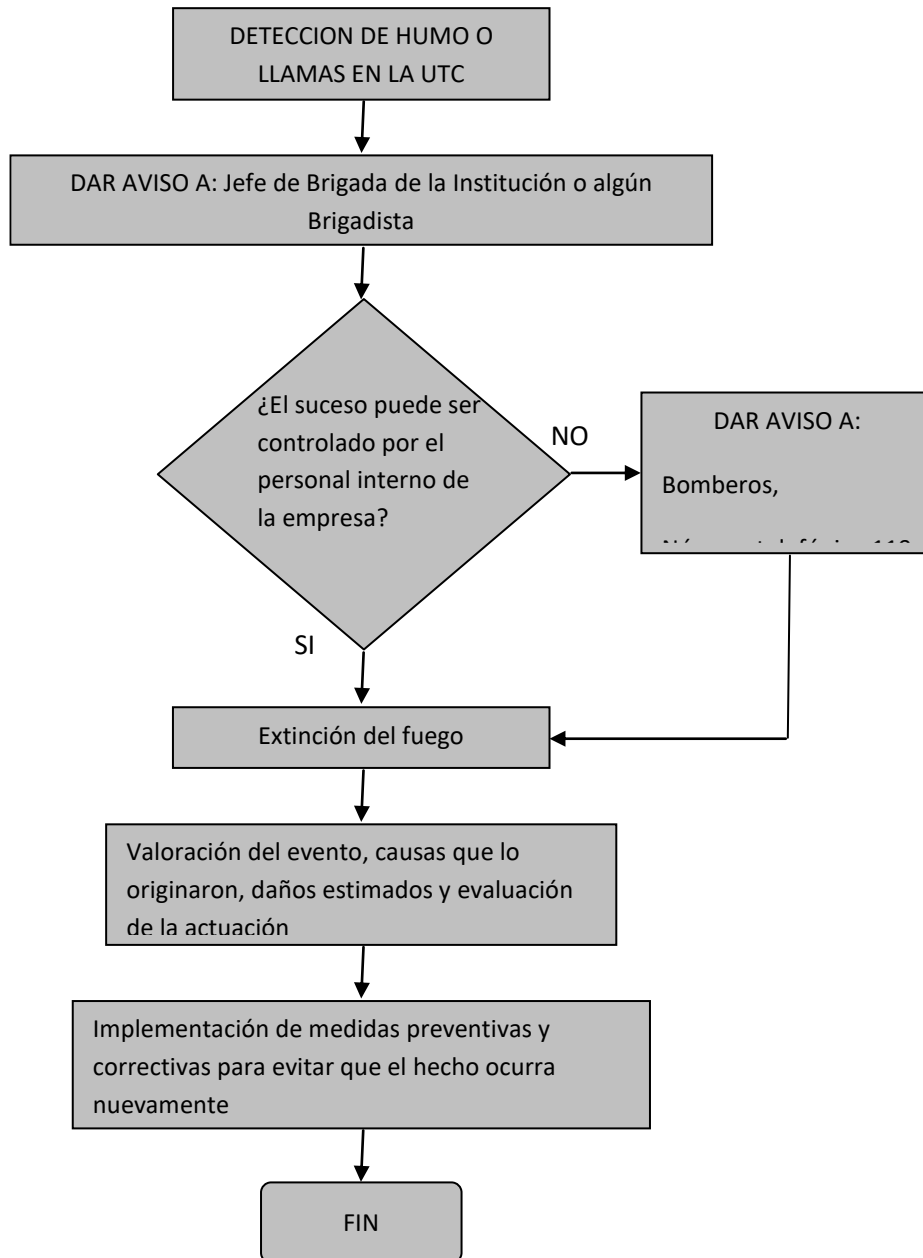 DETECCION DE HUMO O
LLAMAS EN LA UTC
DAR AVISO A: Jefe de Brigada de la Institución o algún
Brigadista
¿El suceso puede ser
controlado por el
personal interno de
la empresa?
NO
DAR AVISO A:
Bomberos,
SI
Extinción del fuego
Valoración del evento, causas que lo
originaron, daños estimados y evaluación
de la actuación
Implementación de medidas preventivas y
correctivas para evitar que el hecho ocurra
nuevamente
FIN